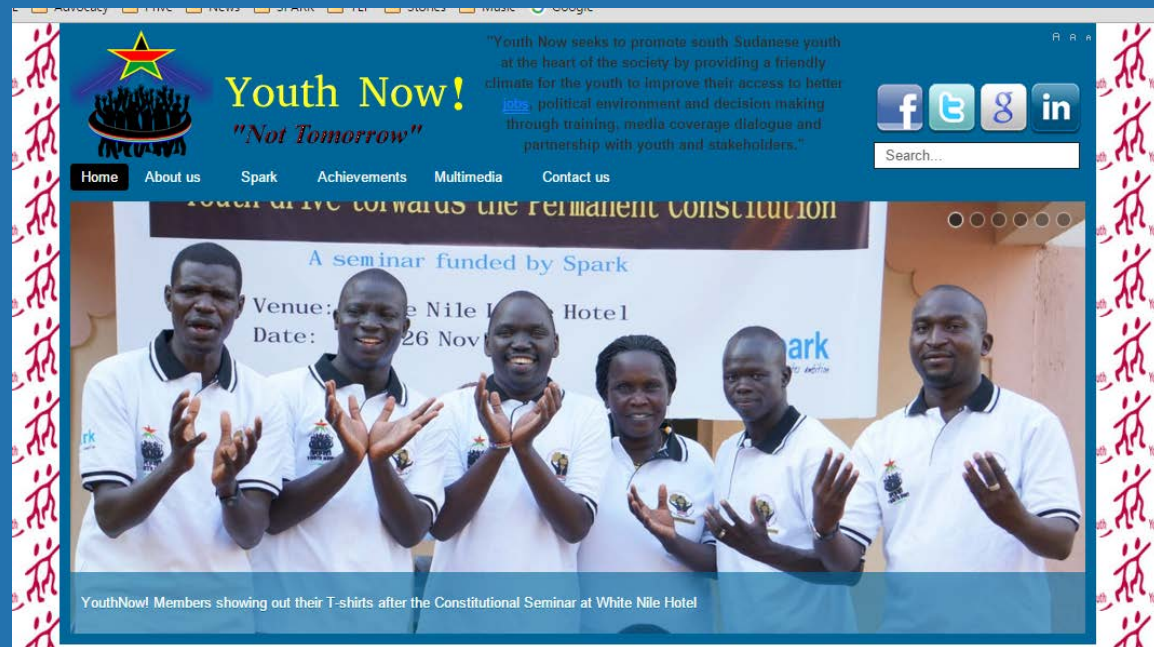 Advocacy
News
SPARK
TEF
Stories
Music
Google
"Youth Now seeks to promote south Sudanese youth
at the heart of the society by providing a friendly
climate for the youth to improve their access to better
jobs, political environment and decision making
through training, media coverage dialogue and
partnership with youth and stakeholders."
A A A
Youth Now!
"Not Tomorrow"
f t g in
Search...
Home About us Spark Achievements Multimedia Contact us
Youth drive towards the Permanent Constitution
A seminar funded by Spark
Venue: e Nile Hotel
Date: 26 Nov
ark
rk
YouthNow! Members showing out their T-shirts after the Constitutional Seminar at White Nile Hotel